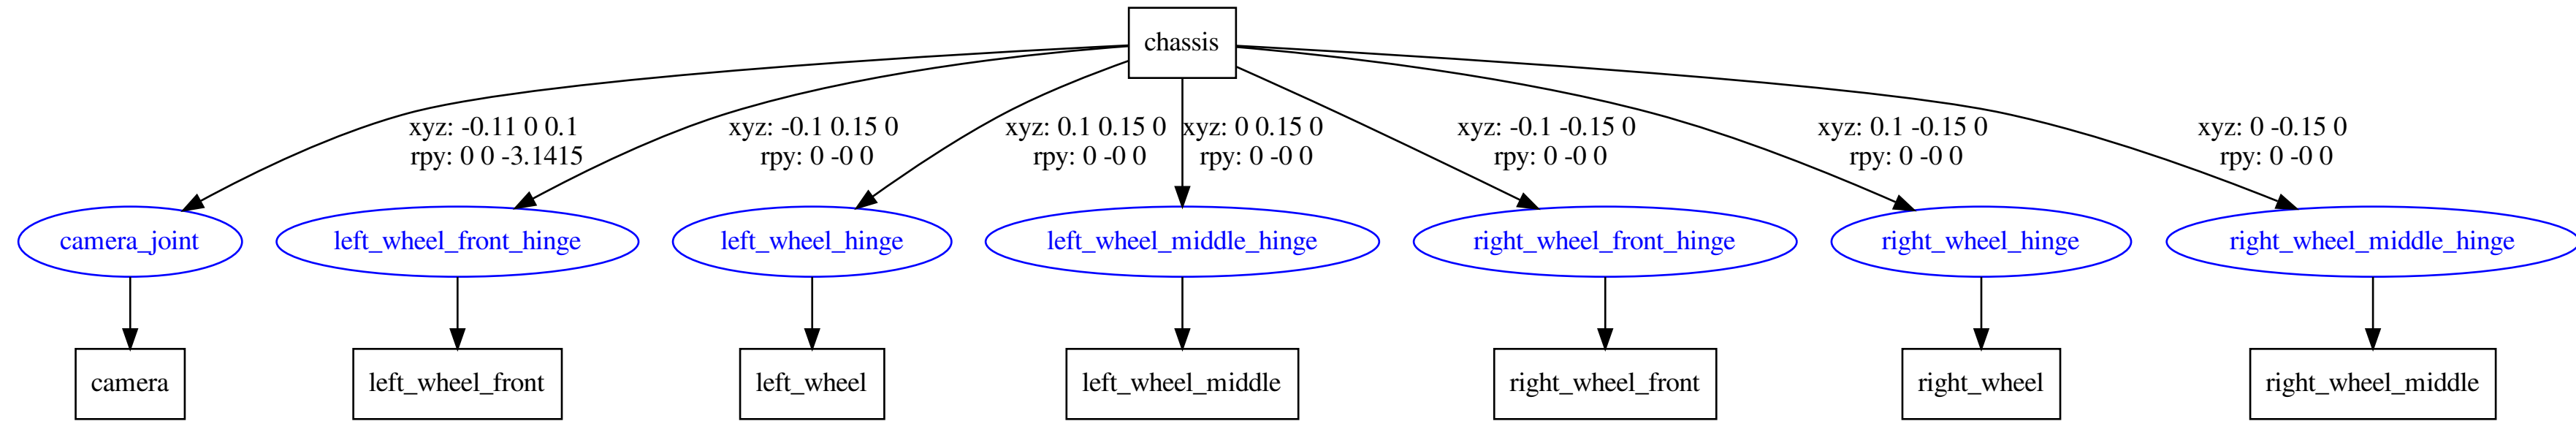 chassis
xyz: -0.11 0 0.1
rpy: 0 0 -3.1415
xyz: -0.1 0.15 0
rpy: 0 -0 0
xyz: 0.1 0.15 0
rpy: 0 -0 0
xyz: 0 0.15 0
rpy: 0 -0 0
xyz: -0.1 -0.15 0
rpy: 0 -0 0
xyz: 0.1 -0.15 0
rpy: 0 -0 0
xyz: 0 -0.15 0
rpy: 0 -0 0
camera_joint
left_wheel_front_hinge
left_wheel_hinge
left_wheel_middle_hinge
right_wheel_front_hinge
right_wheel_hinge
right_wheel_middle_hinge
camera
left_wheel_front
left_wheel
left_wheel_middle
right_wheel_front
right_wheel
right_wheel_middle